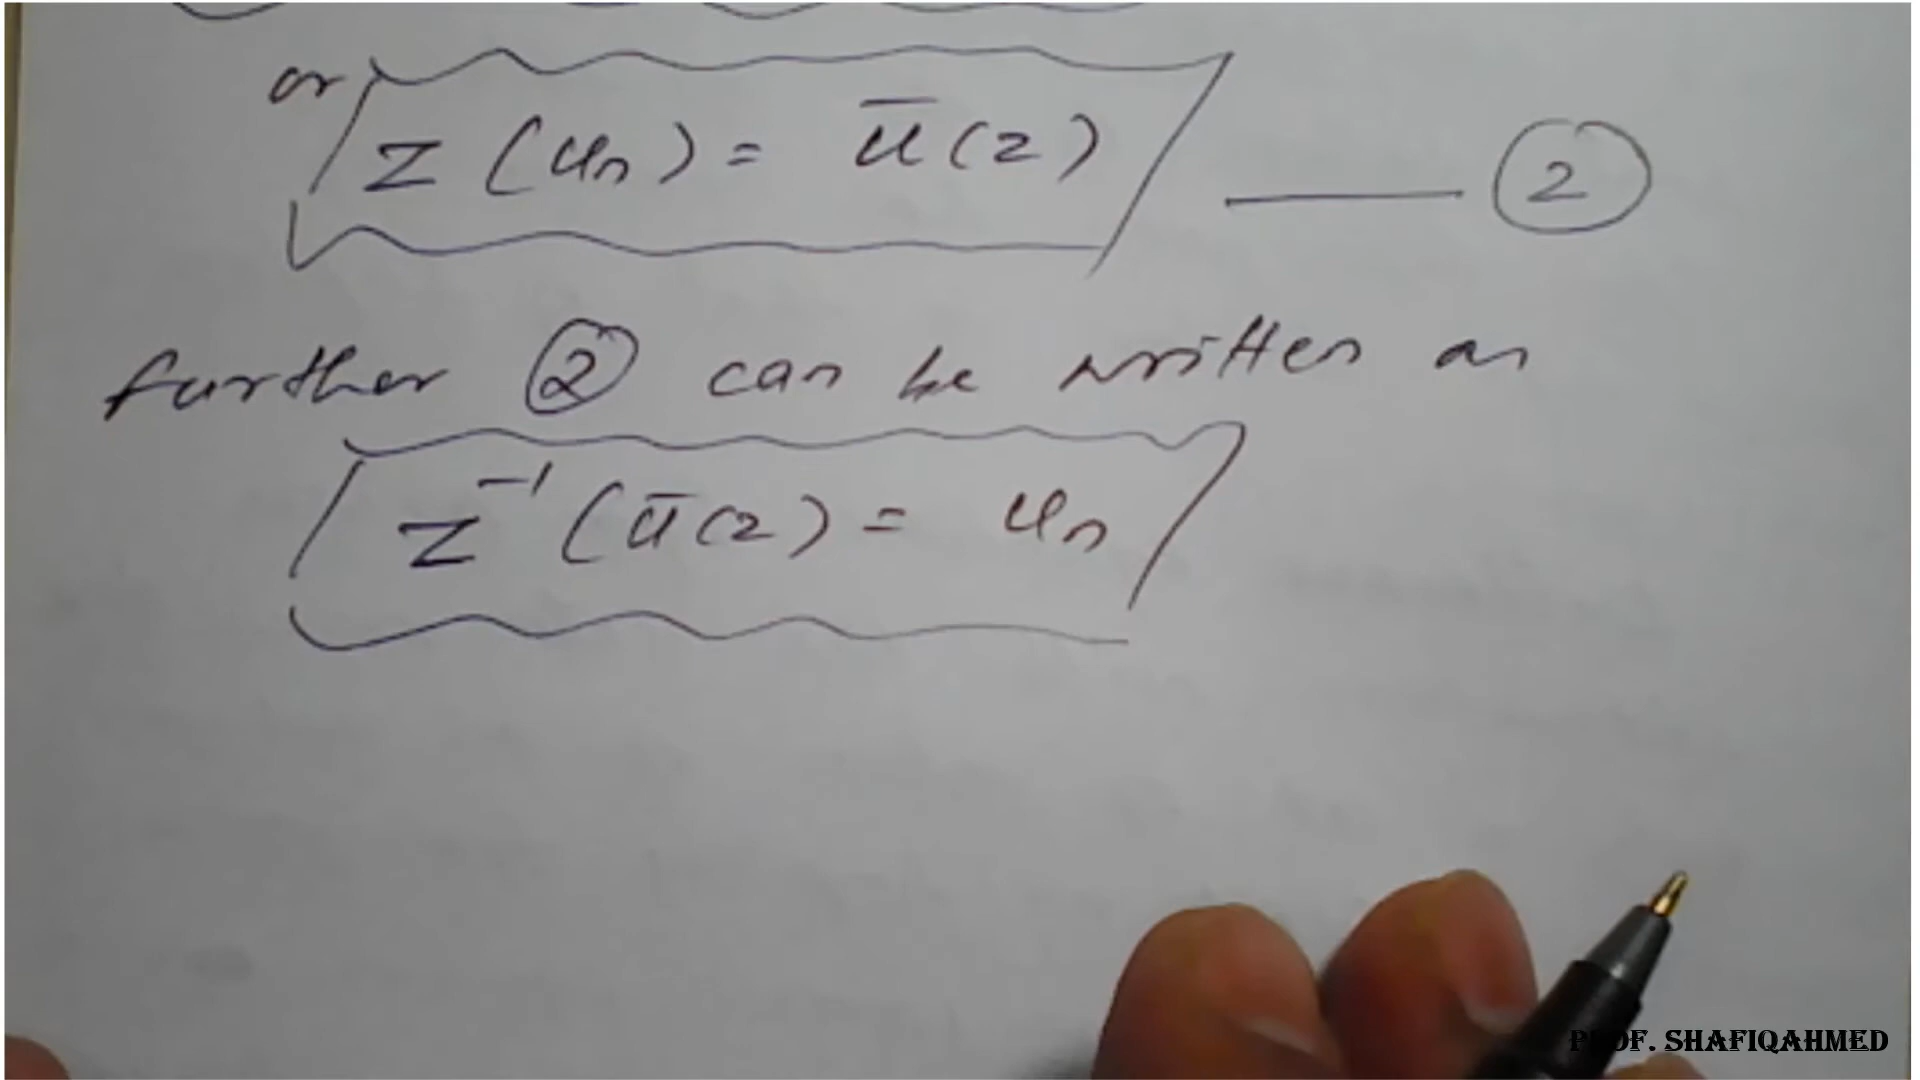 or Z (uₙ) = ū(z) —— ②
further ② can be written as
Z⁻¹ (ū(z)) = uₙ
PROF. SHAFIQAHMED